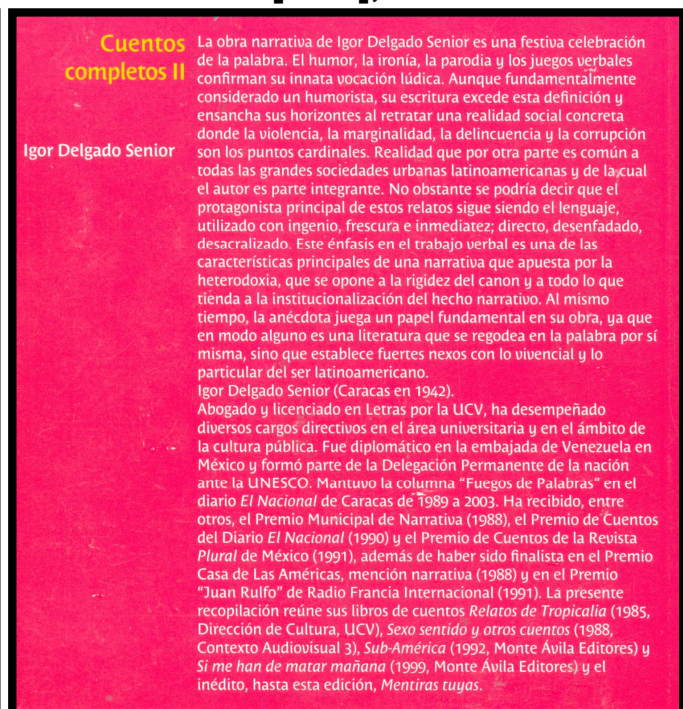 Cuentos
completos II
Igor Delgado Senior
La obra narrativa de Igor Delgado Senior es una festiva celebración
de la palabra. El humor, la ironía, la parodia y los juegos verbales
confirman su innata vocación lúdica. Aunque fundamentalmente
considerado un humorista, su escritura excede esta definición y
ensancha sus horizontes al retratar una realidad social concreta
donde la violencia, la marginalidad, la delincuencia y la corrupción
son los puntos cardinales. Realidad que por otra parte es común a
todas las grandes sociedades urbanas latinoamericanas y de la cual
el autor es parte integrante. No obstante se podría decir que el
protagonista principal de estos relatos sigue siendo el lenguaje,
utilizado con ingenio, frescura e inmediatez; directo, desenfadado,
desacralizado. Este énfasis en el trabajo verbal es una de las
características principales de una narrativa que apuesta por la
heterodoxia, que se opone a la rigidez del canon y a todo lo que
tienda a la institucionalización del hecho narrativo. Al mismo
tiempo, la anécdota juega un papel fundamental en su obra, ya que
en modo alguno es una literatura que se regodea en la palabra por sí
misma, sino que establece fuertes nexos con lo vivencial y lo
particular del ser latinoamericano.
Igor Delgado Senior (Caracas en 1942).
Abogado y licenciado en Letras por la UCV, ha desempeñado
diversos cargos directivos en el área universitaria y en el ámbito de
la cultura pública. Fue diplomático en la embajada de Venezuela en
México y formó parte de la Delegación Permanente de la nación
ante la UNESCO. Mantuvo la columna "Fuegos de Palabras" en el
diario El Nacional de Caracas de 1989 a 2003. Ha recibido, entre
otros, el Premio Municipal de Narrativa (1988), el Premio de Cuentos
del Diario El Nacional (1990) y el Premio de Cuentos de la Revista
Plural de México (1991), además de haber sido finalista en el Premio
Casa de Las Américas, mención narrativa (1988) y en el Premio
"Juan Rulfo" de Radio Francia Internacional (1991). La presente
recopilación reúne sus libros de cuentos Relatos de Tropicalia (1985,
Dirección de Cultura, UCV), Sexo sentido y otros cuentos (1988,
Contexto Audiovisual 3), Sub-América (1992, Monte Ávila Editores) y
Si me han de matar mañana (1999, Monte Ávila Editores) y el
inédito, hasta esta edición, Mentiras tuyas.